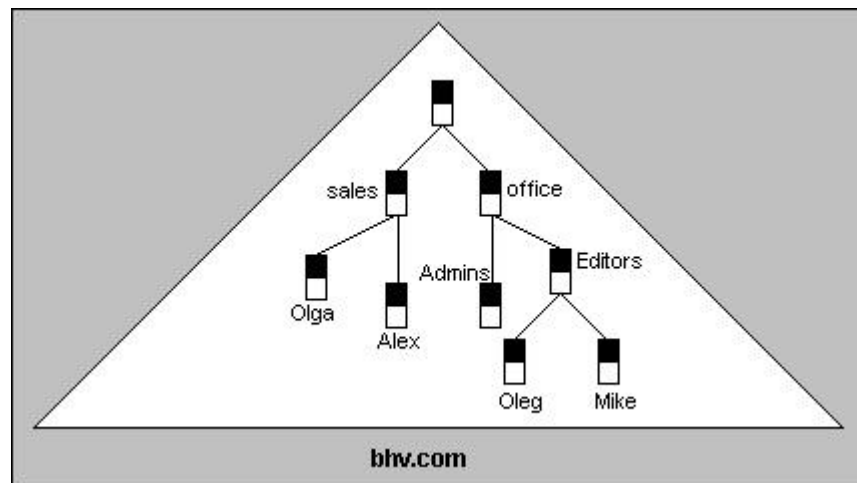 sales
office
Editors
Admins
Olga
Alex
Oleg
Mike
bhv.com